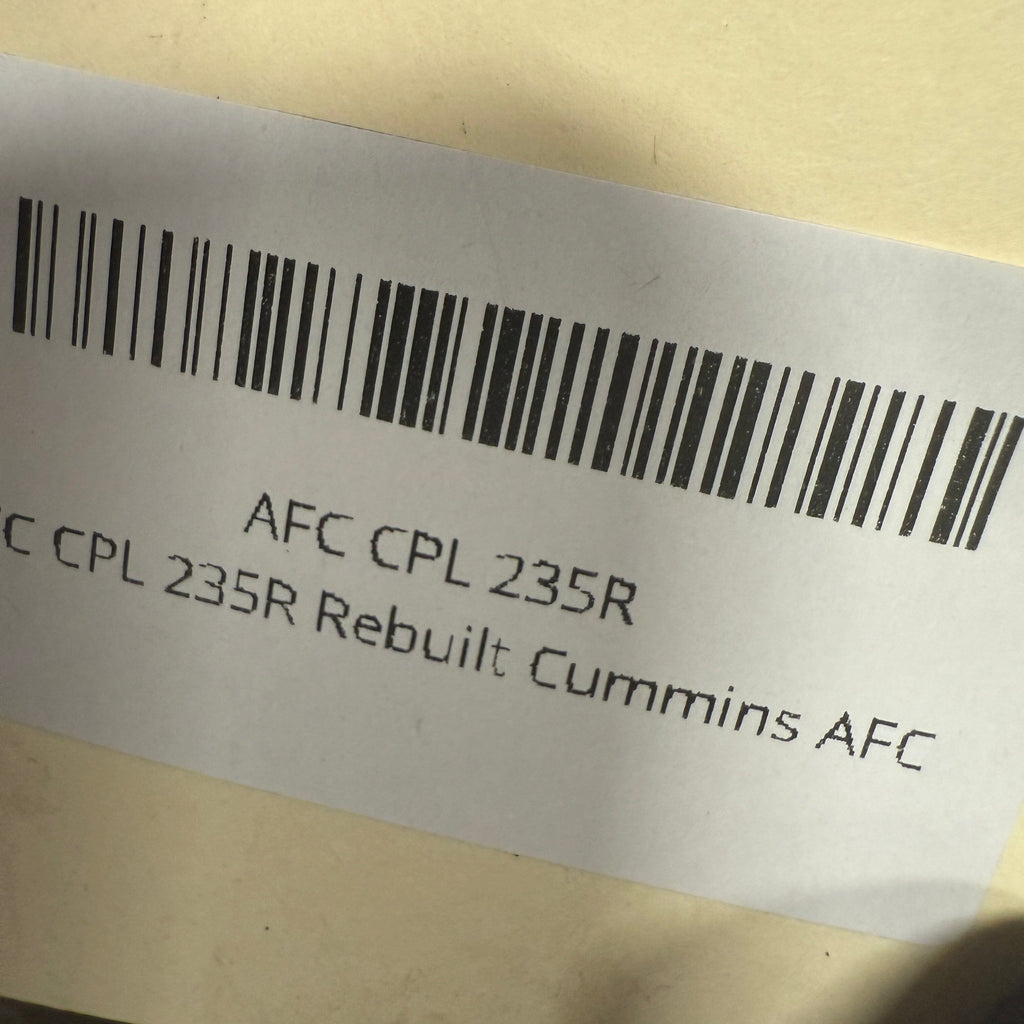 AFC CPL 235R
C CPL 235R Rebuilt Cummins AFC